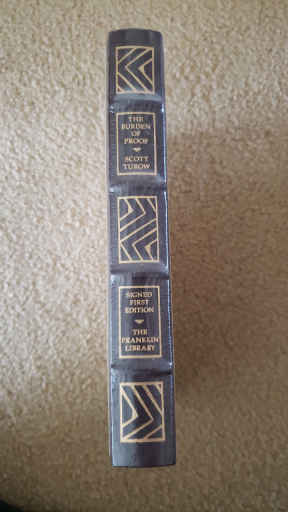 THE
BURDEN
OF
PROOF
SCOTT
TUROW
SIGNED
FIRST
EDITION
THE
FRANKLIN
LIBRARY